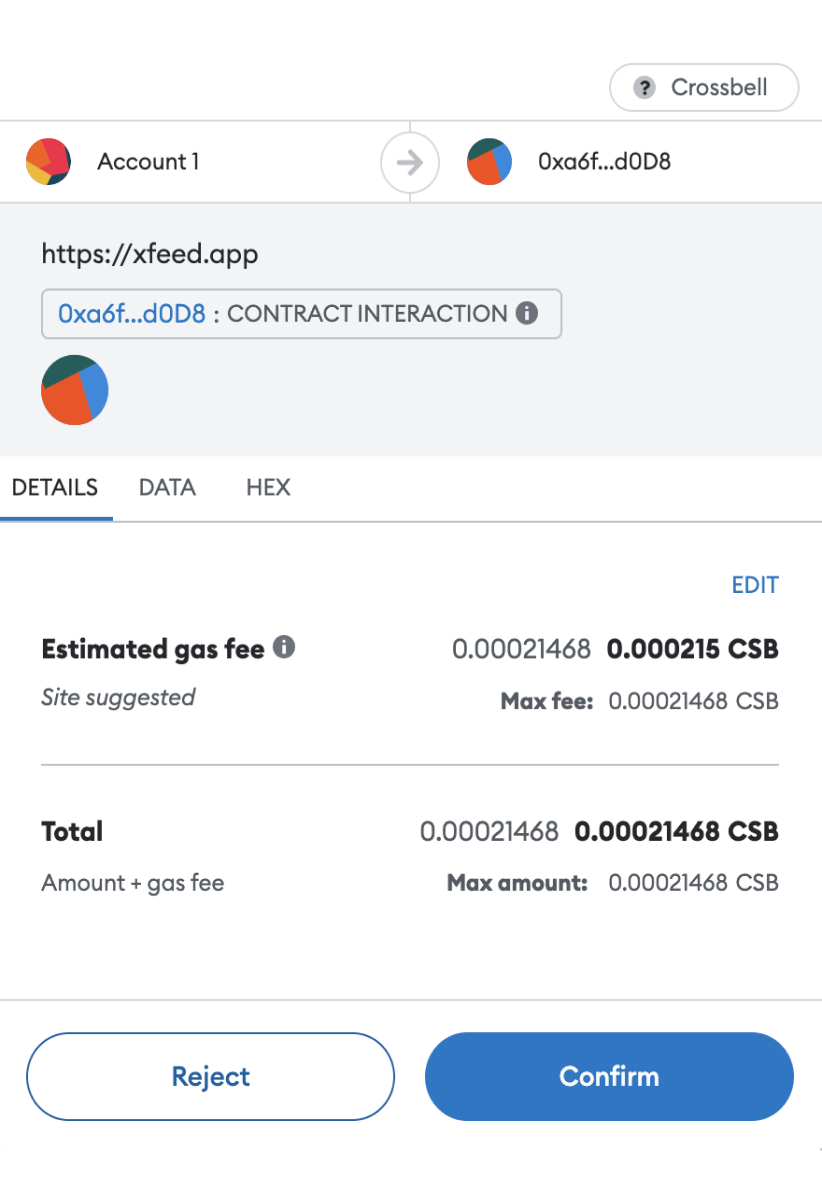 ? Crossbell
Account 1 0xa6f...d0D8
https://xfeed.app
0xa6f...d0D8 : CONTRACT INTERACTION i
DETAILS DATA HEX
EDIT
Estimated gas fee i 0.00021468 0.000215 CSB
Site suggested Max fee: 0.00021468 CSB
Total 0.00021468 0.00021468 CSB
Amount + gas fee Max amount: 0.00021468 CSB
Reject Confirm